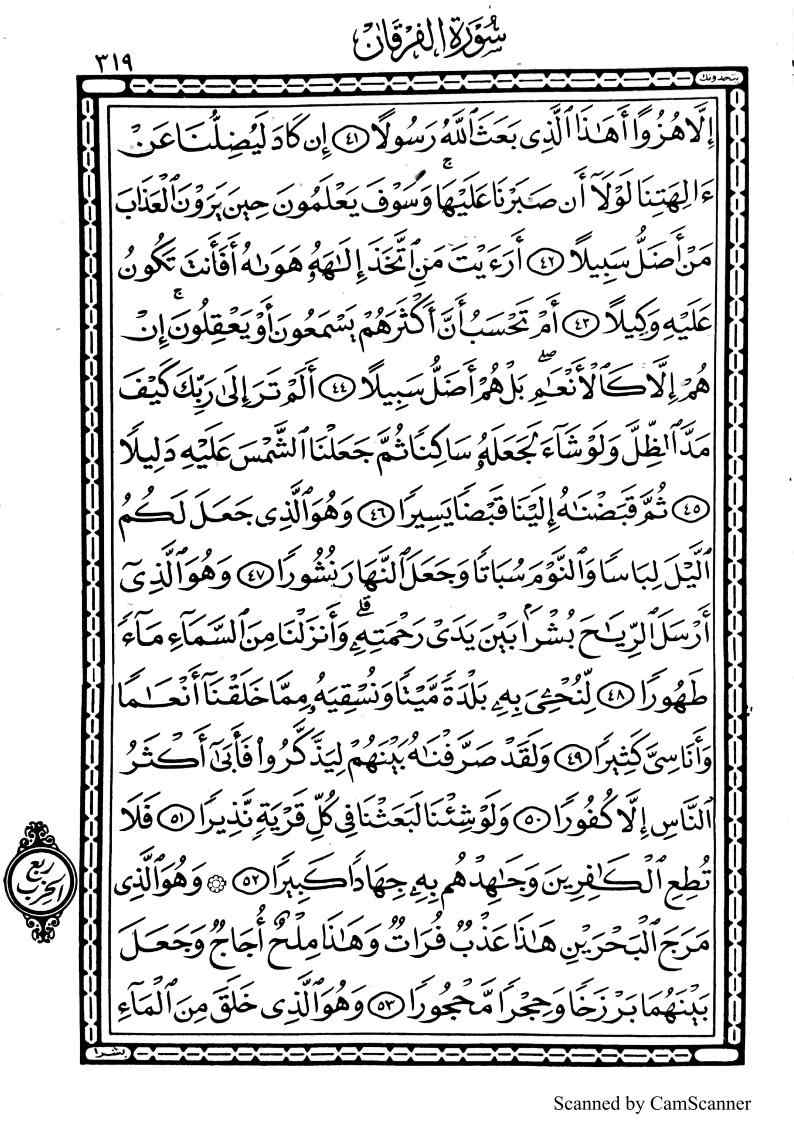 سُورَةُ الفُرقَان
٣١٩
يتخذونك
إِلَّا هُزُوًا أَهَٰذَا ٱلَّذِى بَعَثَ ٱللَّهُ رَسُولًا ٤١ إِن كَادَ لَيُضِلُّنَا عَنْ
ءَالِهَتِنَا لَوْلَآ أَن صَبَرْنَا عَلَيْهَا ۚ وَسَوْفَ يَعْلَمُونَ حِينَ يَرَوْنَ ٱلْعَذَابَ
مَنْ أَضَلُّ سَبِيلًا ٤٢ أَرَءَيْتَ مَنِ ٱتَّخَذَ إِلَٰهَهُۥ هَوَىٰهُ أَفَأَنتَ تَكُونُ
عَلَيْهِ وَكِيلًا ٤٣ أَمْ تَحْسَبُ أَنَّ أَكْثَرَهُمْ يَسْمَعُونَ أَوْ يَعْقِلُونَ ۚ إِنْ
هُمْ إِلَّا كَٱلْأَنْعَٰمِ ۖ بَلْ هُمْ أَضَلُّ سَبِيلًا ٤٤ أَلَمْ تَرَ إِلَىٰ رَبِّكَ كَيْفَ
مَدَّ ٱلظِّلَّ وَلَوْ شَآءَ لَجَعَلَهُۥ سَاكِنًا ثُمَّ جَعَلْنَا ٱلشَّمْسَ عَلَيْهِ دَلِيلًا
٤٥ ثُمَّ قَبَضْنَٰهُ إِلَيْنَا قَبْضًا يَسِيرًا ٤٦ وَهُوَ ٱلَّذِى جَعَلَ لَكُمُ
ٱلَّيْلَ لِبَاسًا وَٱلنَّوْمَ سُبَاتًا وَجَعَلَ ٱلنَّهَارَ نُشُورًا ٤٧ وَهُوَ ٱلَّذِىٓ
أَرْسَلَ ٱلرِّيَٰحَ بُشْرًۢا بَيْنَ يَدَىْ رَحْمَتِهِۦ ۚ وَأَنزَلْنَا مِنَ ٱلسَّمَآءِ مَآءً
طَهُورًا ٤٨ لِّنُحْۦِىَ بِهِۦ بَلْدَةً مَّيْتًا وَنُسْقِيَهُۥ مِمَّا خَلَقْنَآ أَنْعَٰمًا
وَأَنَاسِىَّ كَثِيرًا ٤٩ وَلَقَدْ صَرَّفْنَٰهُ بَيْنَهُمْ لِيَذَّكَّرُوا۟ فَأَبَىٰٓ أَكْثَرُ
ٱلنَّاسِ إِلَّا كُفُورًا ٥٠ وَلَوْ شِئْنَا لَبَعَثْنَا فِى كُلِّ قَرْيَةٍ نَّذِيرًا ٥١ فَلَا
تُطِعِ ٱلْكَٰفِرِينَ وَجَٰهِدْهُم بِهِۦ جِهَادًا كَبِيرًا ٥٢ ۞ وَهُوَ ٱلَّذِى
مَرَجَ ٱلْبَحْرَيْنِ هَٰذَا عَذْبٌ فُرَاتٌ وَهَٰذَا مِلْحٌ أُجَاجٌ وَجَعَلَ
بَيْنَهُمَا بَرْزَخًا وَحِجْرًا مَّحْجُورًا ٥٣ وَهُوَ ٱلَّذِى خَلَقَ مِنَ ٱلْمَآءِ
ربع
الحزب
بشرا
Scanned by CamScanner